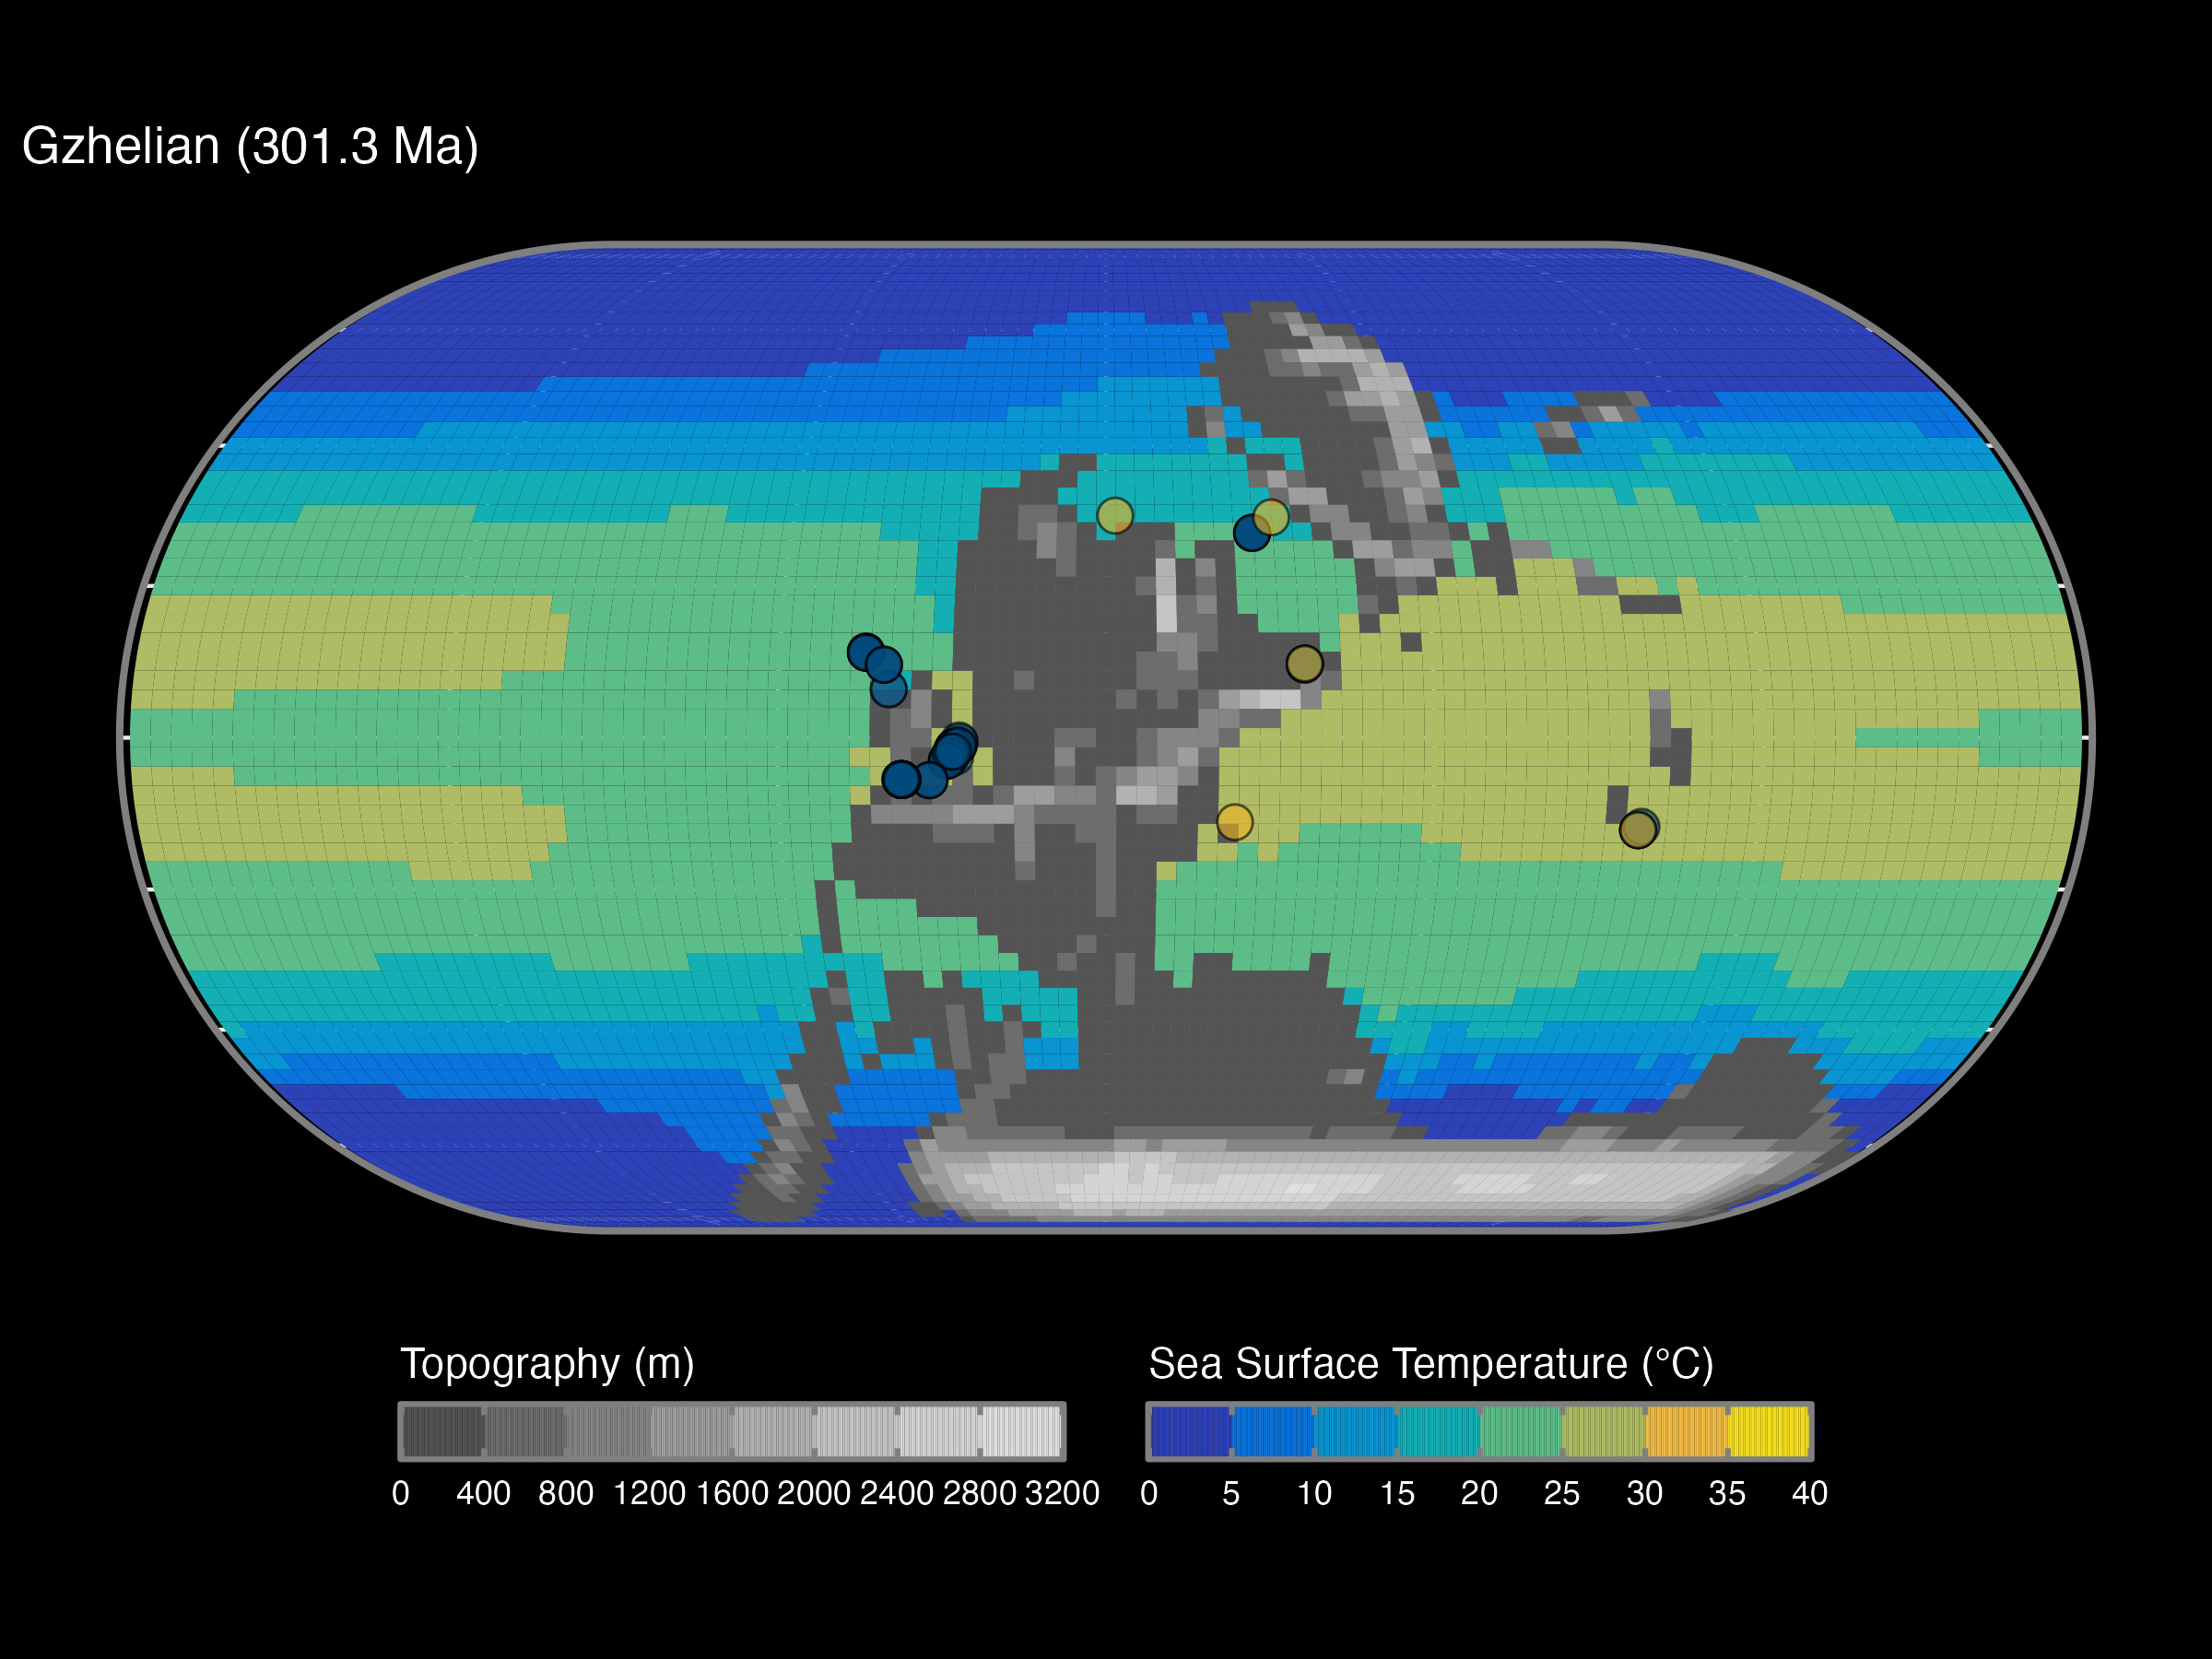 Gzhelian (301.3 Ma)
Topography (m)
0 400 800 1200 1600 2000 2400 2800 3200
Sea Surface Temperature (°C)
0 5 10 15 20 25 30 35 40